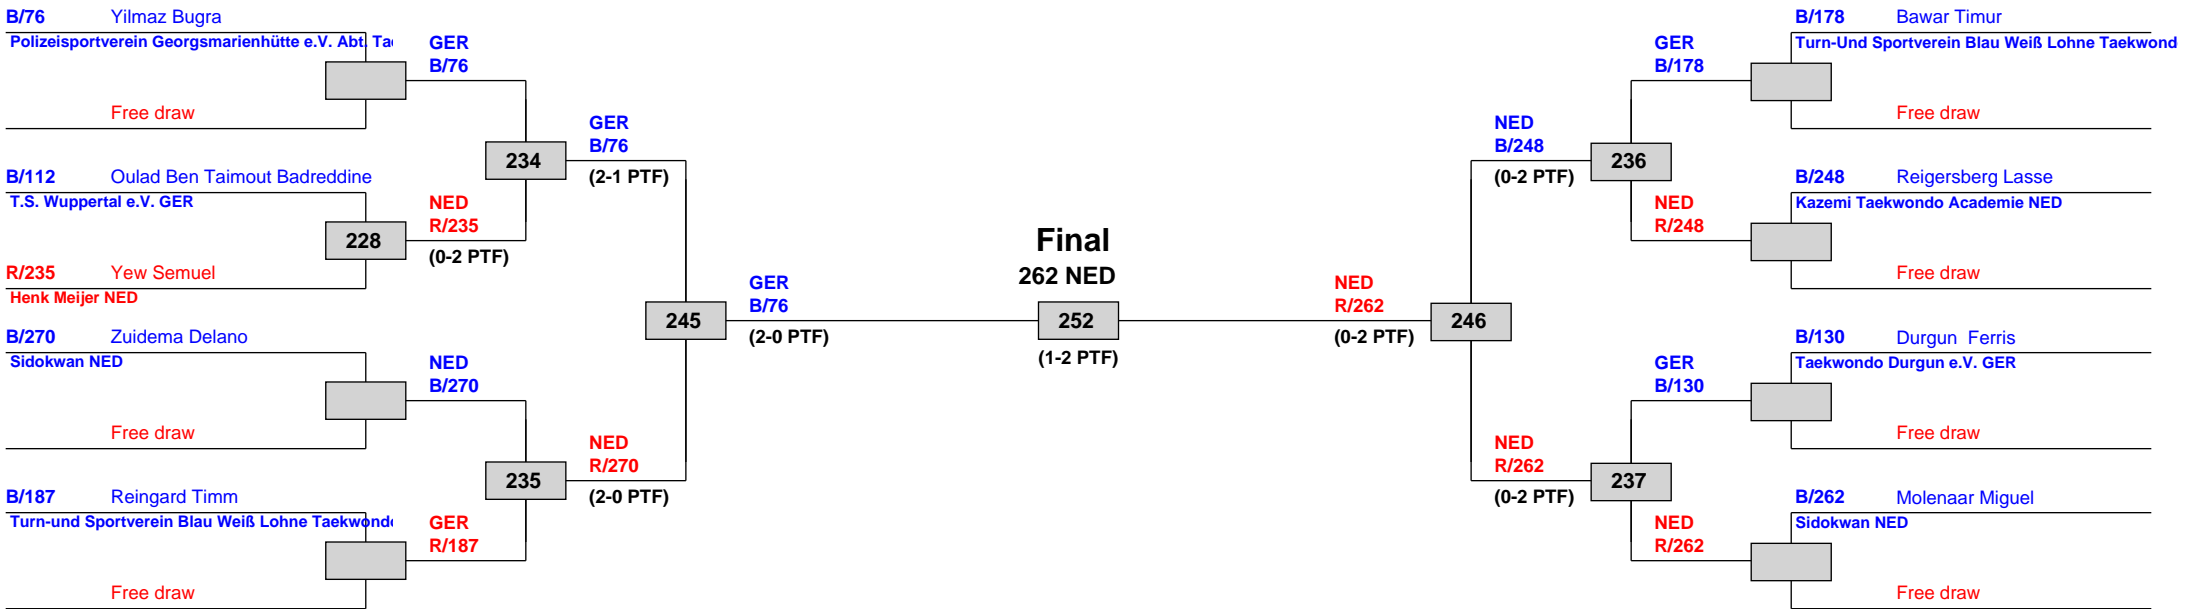 B/76 Yilmaz Bugra
Polizeisportverein Georgsmarienhütte e.V. Abt.
Free draw
GER
B/76
B/112 Oulad Ben Taimout Badreddine
T.S. Wuppertal e.V. GER
228
R/235 Yew Semuel
Henk Meijer NED
NED
R/235
(0-2 PTF)
234
GER
B/76
(2-1 PTF)
B/270 Zuidema Delano
Sidokwan NED
Free draw
NED
B/270
B/187 Reingard Timm
Turn-und Sportverein Blau Weiß Lohne Taekwond
Free draw
GER
R/187
235
NED
R/270
(2-0 PTF)
245
GER
B/76
(2-0 PTF)
Final
262 NED
252
(1-2 PTF)
NED
R/262
(0-2 PTF)
246
NED
B/248
(0-2 PTF)
236
GER
B/178
B/178 Bawar Timur
Turn-Und Sportverein Blau Weiß Lohne Taekwond
Free draw
NED
R/248
B/248 Reigersberg Lasse
Kazemi Taekwondo Academie NED
Free draw
NED
R/262
(0-2 PTF)
237
GER
B/130
B/130 Durgun Ferris
Taekwondo Durgun e.V. GER
Free draw
NED
R/262
B/262 Molenaar Miguel
Sidokwan NED
Free draw